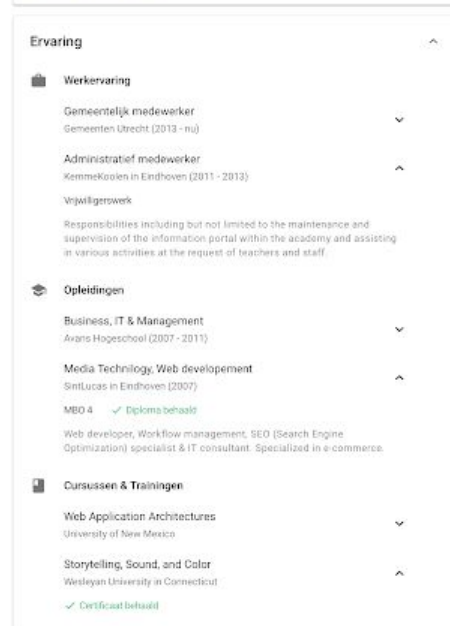 Ervaring
Werkervaring
Gemeentelijk medewerker
Gemeenten Utrecht (2013 - nu)
Administratief medewerker
KemmeKoolen in Eindhoven (2011 - 2013)
Vrijwilligerswerk
Responsibilities including but not limited to the maintenance and
supervision of the information portal within the academy and assisting
in various activities at the request of teachers and staff.
Opleidingen
Business, IT & Management
Avans Hogeschool (2007 - 2011)
Media Technilogy, Web developement
SintLucas in Eindhoven (2007)
MBO 4 ✓ Diploma behaald
Web developer, Workflow management, SEO (Search Engine
Optimization) specialist & IT consultant. Specialized in e-commerce.
Cursussen & Trainingen
Web Application Architectures
University of New Mexico
Storytelling, Sound, and Color
Wesleyan University in Connecticut
✓ Certificaat behaald